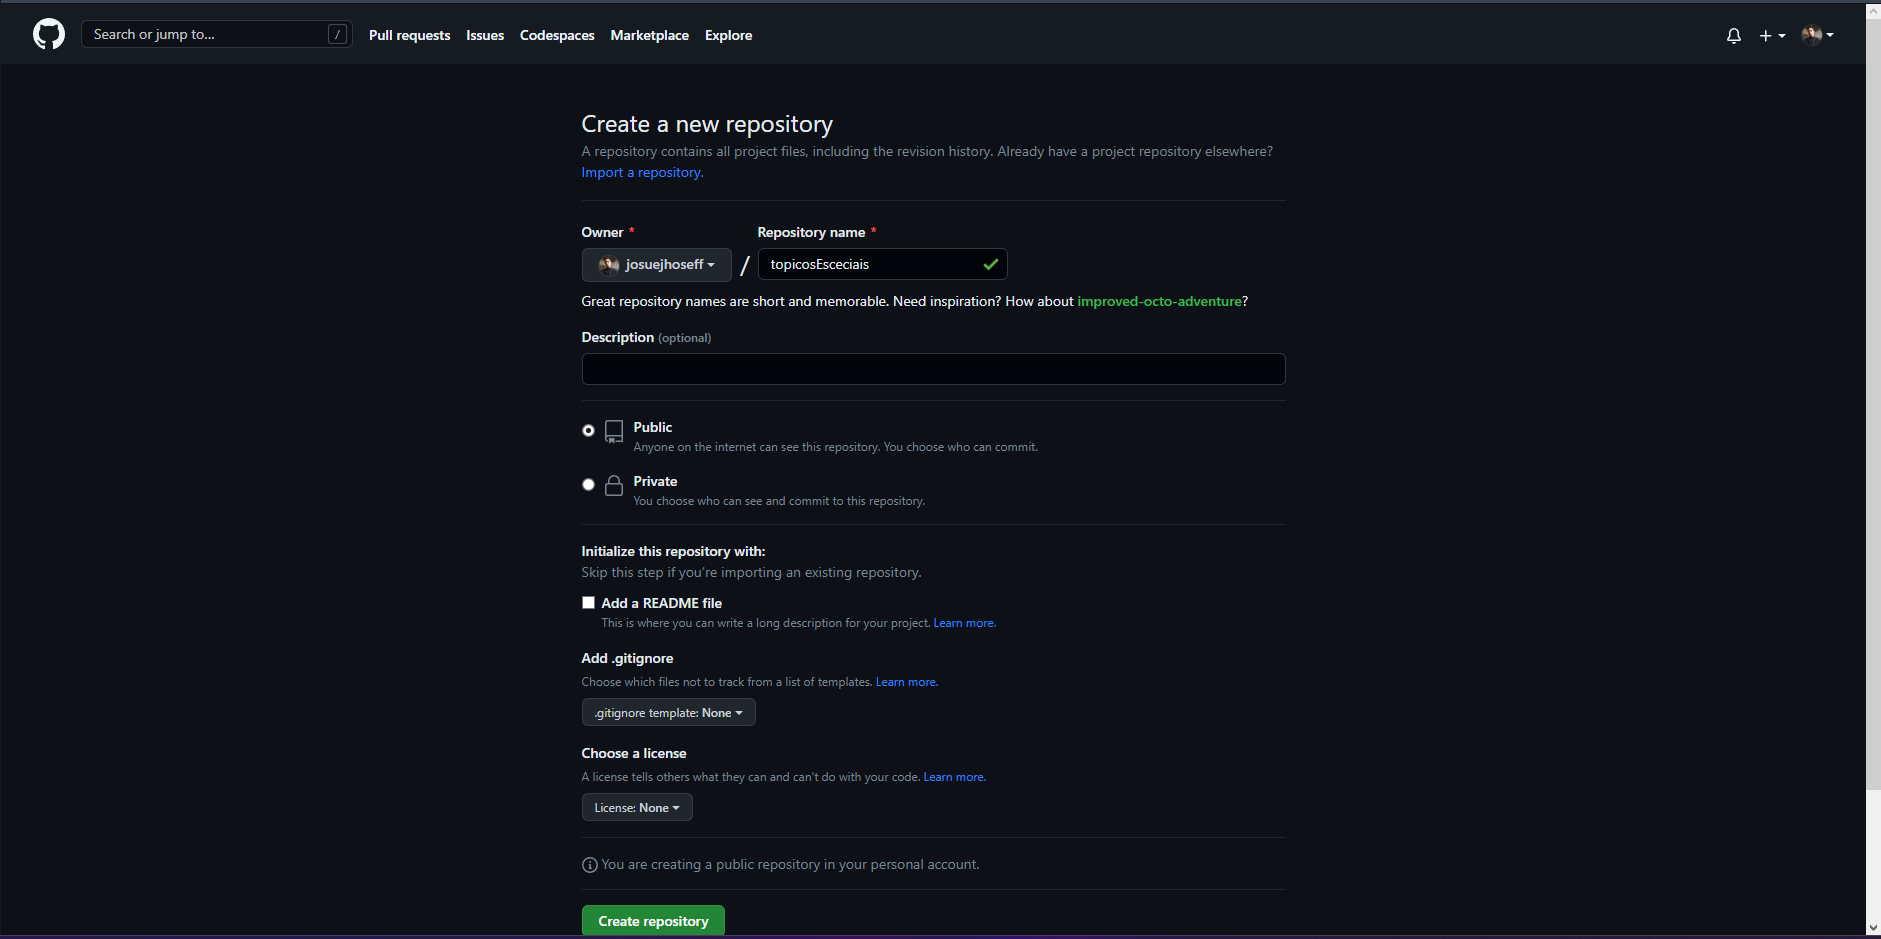 Search or jump to... /
Pull requests Issues Codespaces Marketplace Explore
Create a new repository
A repository contains all project files, including the revision history. Already have a project repository elsewhere?
Import a repository.
Owner * Repository name *
josuejhoseff / topicosEsceciais
Great repository names are short and memorable. Need inspiration? How about improved-octo-adventure?
Description (optional)
Public
Anyone on the internet can see this repository. You choose who can commit.
Private
You choose who can see and commit to this repository.
Initialize this repository with:
Skip this step if you're importing an existing repository.
Add a README file
This is where you can write a long description for your project. Learn more.
Add .gitignore
Choose which files not to track from a list of templates. Learn more.
.gitignore template: None
Choose a license
A license tells others what they can and can't do with your code. Learn more.
License: None
You are creating a public repository in your personal account.
Create repository